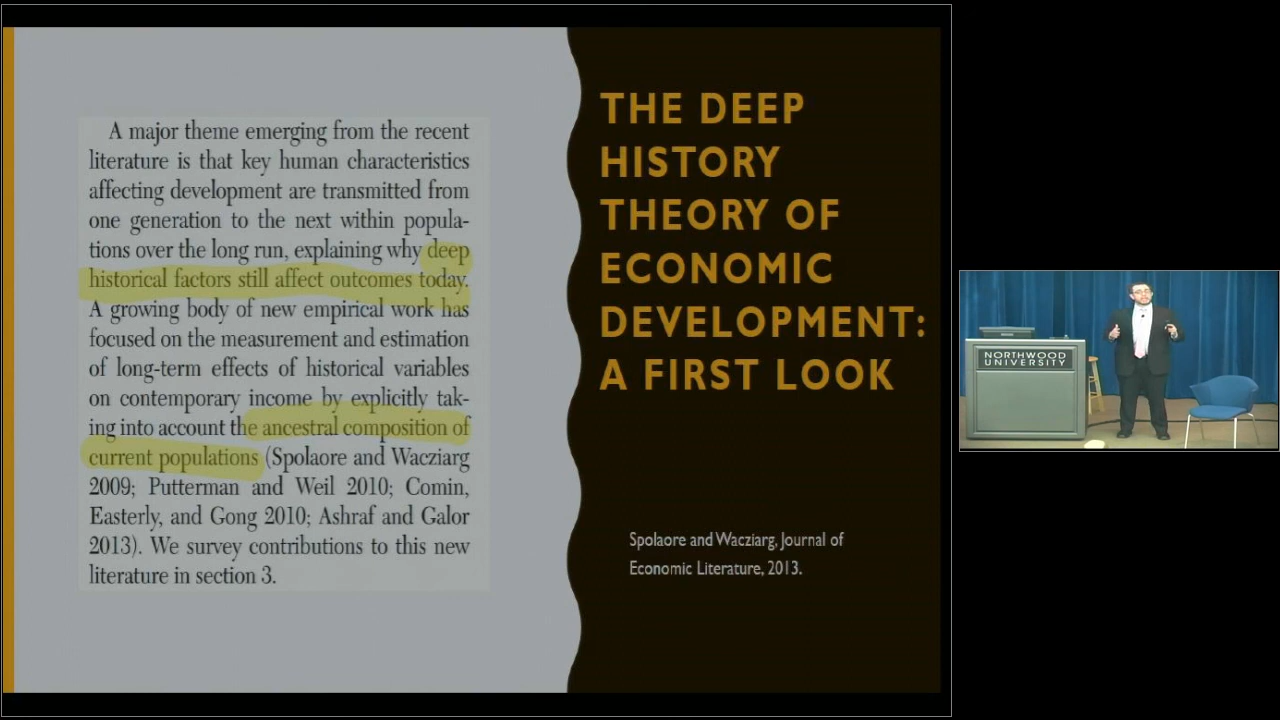 A major theme emerging from the recent
literature is that key human characteristics
affecting development are transmitted from
one generation to the next within popula-
tions over the long run, explaining why deep
historical factors still affect outcomes today.
A growing body of new empirical work has
focused on the measurement and estimation
of long-term effects of historical variables
on contemporary income by explicitly tak-
ing into account the ancestral composition of
current populations (Spolaore and Wacziarg
2009; Putterman and Weil 2010; Comin,
Easterly, and Gong 2010; Ashraf and Galor
2013). We survey contributions to this new
literature in section 3.
THE DEEP
HISTORY
THEORY OF
ECONOMIC
DEVELOPMENT:
A FIRST LOOK
Spolaore and Wacziarg, Journal of
Economic Literature, 2013.
NORTHWOOD
UNIVERSITY